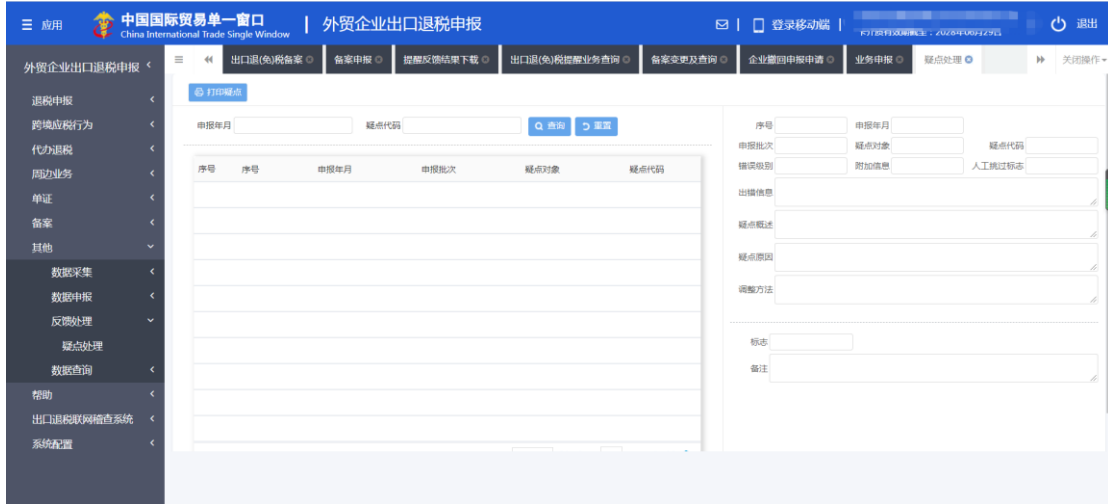 应用
中国国际贸易单一窗口
China International Trade Single Window
外贸企业出口退税申报
登录移动端
退出
外贸企业出口退税申报
出口退(免)税备案
备案申报
提醒反馈结果下载
出口退(免)税提醒业务查询
备案变更及查询
企业撤回申报申请
业务申报
疑点处理
关闭操作
退税申报
跨境应税行为
代办退税
周边业务
单证
备案
其他
数据采集
数据申报
反馈处理
疑点处理
数据查询
帮助
出口退税联网稽查系统
系统配置
打印疑点
申报年月
疑点代码
查询
重置
序号
序号
申报年月
申报批次
疑点对象
疑点代码
序号
申报年月
申报批次
疑点对象
疑点代码
错误级别
附加信息
人工挑过标志
出错信息
疑点概述
疑点原因
调整方法
标志
备注